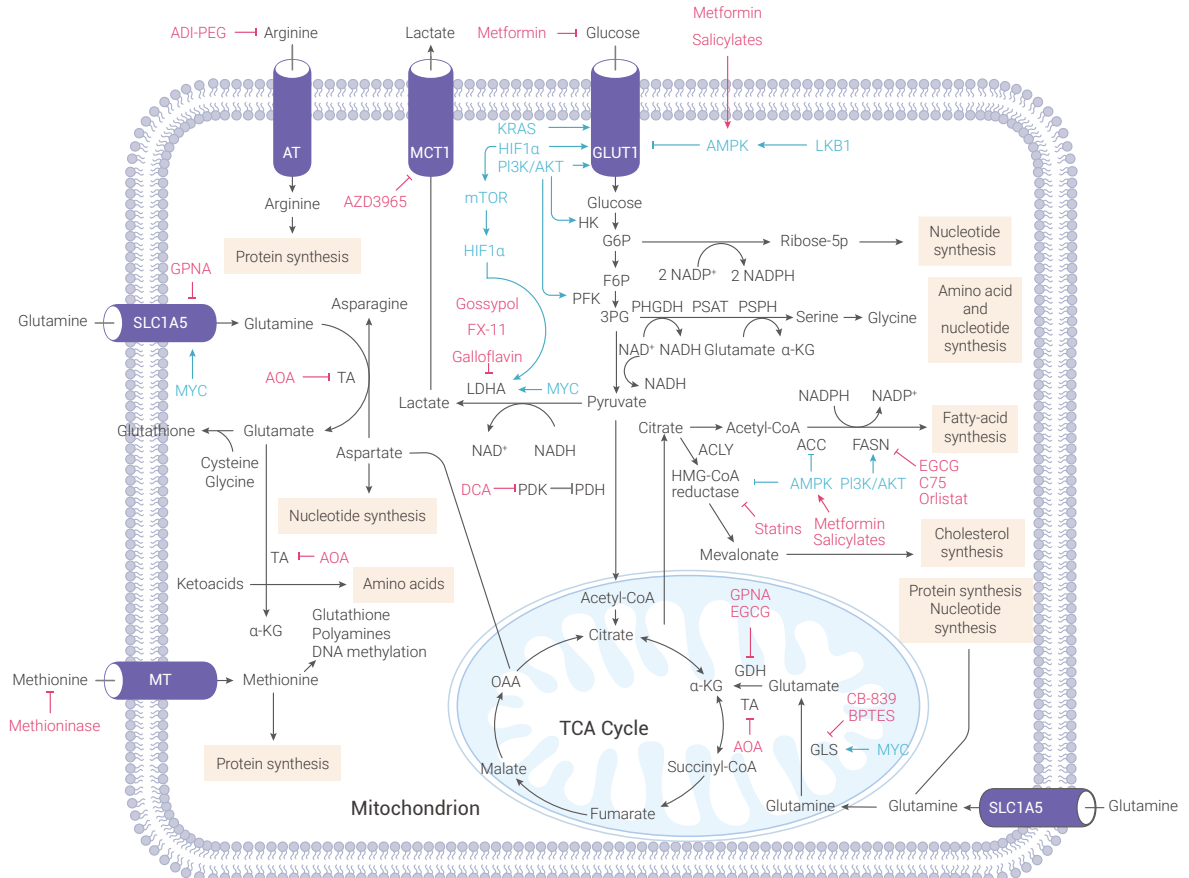 Metformin
Salicylates
ADI-PEG
Arginine
Lactate
Metformin
Glucose
AT
MCT1
GLUT1
KRAS
HIF1α
PI3K/AKT
AMPK
LKB1
AZD3965
Arginine
mTOR
Glucose
HK
HIF1α
G6P
Ribose-5p
Nucleotide
synthesis
Protein synthesis
2 NADP⁺
2 NADPH
GPNA
F6P
Asparagine
Gossypol
FX-11
Galloflavin
PFK
PHGDH
PSAT
PSPH
Amino acid
and
nucleotide
synthesis
Glutamine
SLC1A5
Glutamine
3PG
Serine
Glycine
NAD⁺
NADH
Glutamate
α-KG
AOA
TA
MYC
LDHA
MYC
NADH
NADPH
NADP⁺
Lactate
Pyruvate
Fatty-acid
synthesis
Glutathione
Glutamate
Citrate
Acetyl-CoA
Cysteine
Glycine
Aspartate
NAD⁺
NADH
ACLY
ACC
FASN
HMG-CoA
reductase
EGCG
C75
Orlistat
DCA
PDK
PDH
AMPK
PI3K/AKT
Nucleotide synthesis
Statins
Metformin
Salicylates
Cholesterol
synthesis
Mevalonate
TA
AOA
Ketoacids
Amino acids
Protein synthesis
Nucleotide
synthesis
Acetyl-CoA
GPNA
EGCG
α-KG
Glutathione
Polyamines
DNA methylation
Citrate
GDH
Methionine
MT
Methionine
OAA
α-KG
Glutamate
TA
CB-839
BPTES
Methioninase
TCA Cycle
AOA
GLS
MYC
Protein synthesis
Malate
Succinyl-CoA
Mitochondrion
Fumarate
Glutamine
Glutamine
SLC1A5
Glutamine